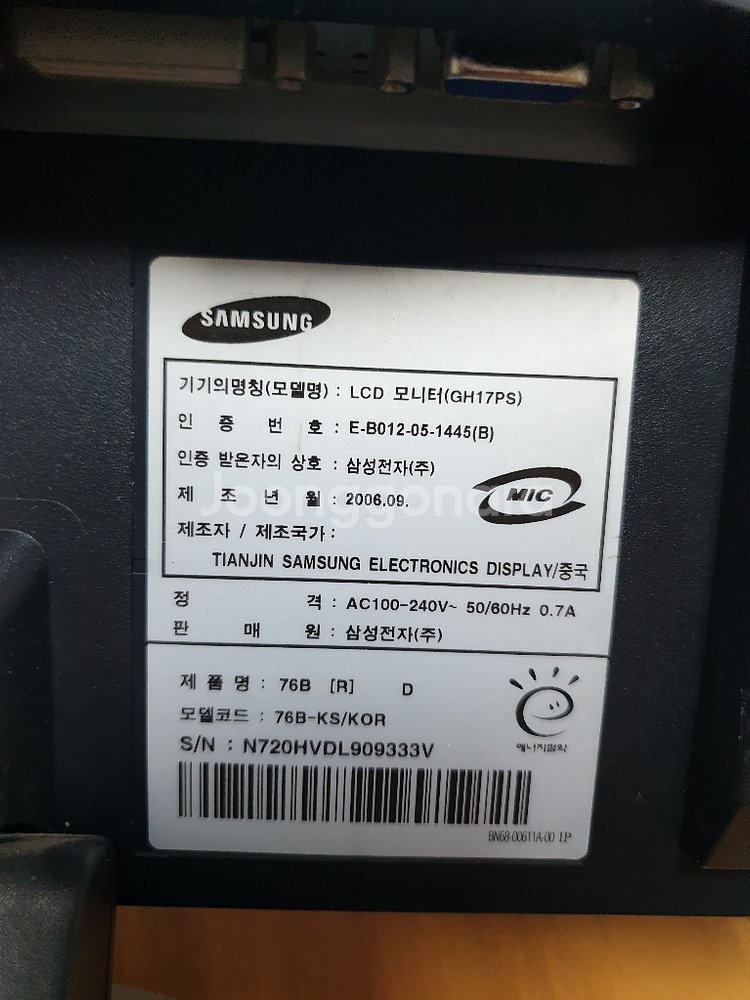 SAMSUNG
기기의명칭(모델명) : LCD 모니터(GH17PS)
인 증 번 호 : E-B012-05-1445(B)
인증 받은자의 상호 : 삼성전자(주)
제 조 년 월 : 2006.09.
MIC
Joonggonara
제조자 / 제조국가 :
TIANJIN SAMSUNG ELECTRONICS DISPLAY/중국
정 격 : AC100-240V~ 50/60Hz 0.7A
판 매 원 : 삼성전자(주)
제 품 명 : 76B [R] D
모델코드 : 76B-KS/KOR
에너지절약
S/N : N720HVDL909333V
BN68-00611A-00 LP